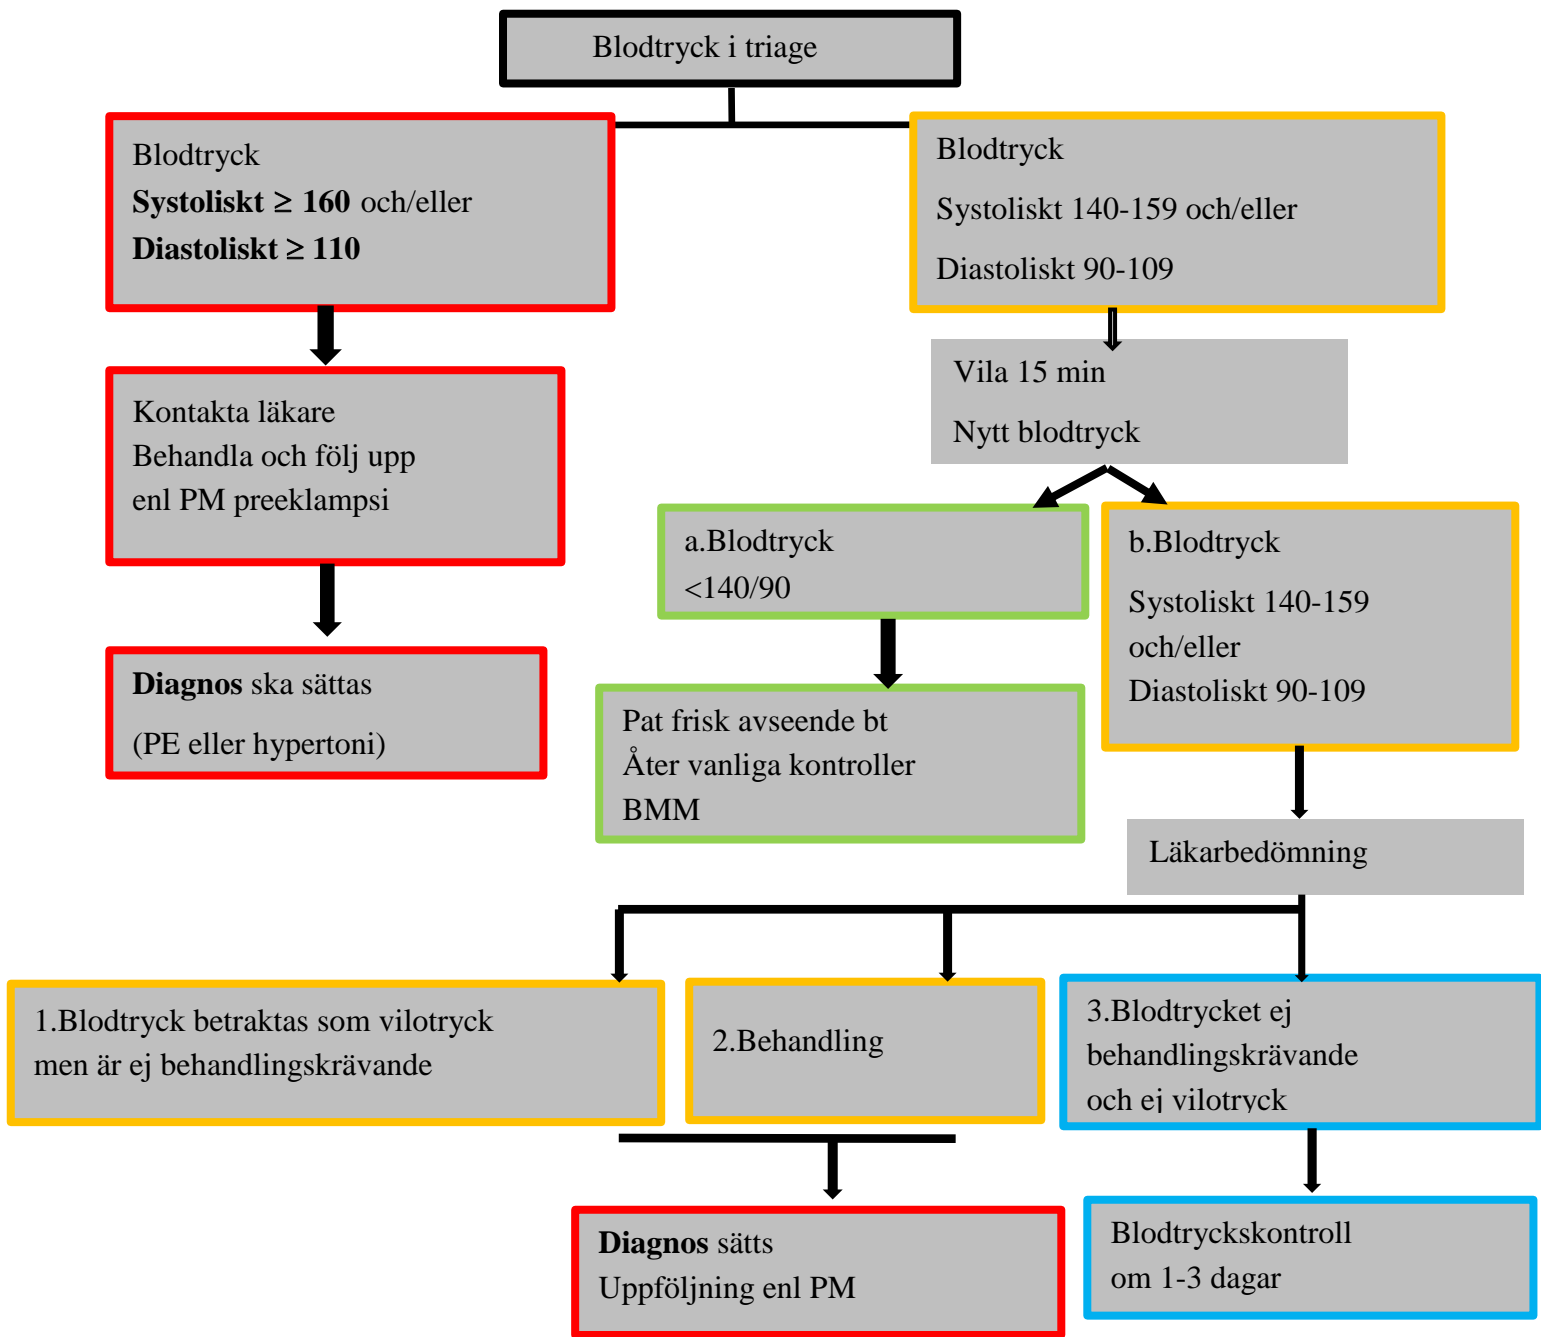 Blodtryck i triage
Blodtryck
Systoliskt ≥ 160 och/eller
Diastoliskt ≥ 110
Blodtryck
Systoliskt 140-159 och/eller
Diastoliskt 90-109
Kontakta läkare
Behandla och följ upp
enl PM preeklampsi
Vila 15 min
Nytt blodtryck
a.Blodtryck
<140/90
b.Blodtryck
Systoliskt 140-159
och/eller
Diastoliskt 90-109
Diagnos ska sättas
(PE eller hypertoni)
Pat frisk avseende bt
Åter vanliga kontroller
BMM
Läkarbedömning
1.Blodtryck betraktas som vilotryck
men är ej behandlingskrävande
2.Behandling
3.Blodtrycket ej
behandlingskrävande
och ej vilotryck
Diagnos sätts
Uppföljning enl PM
Blodtryckskontroll
om 1-3 dagar